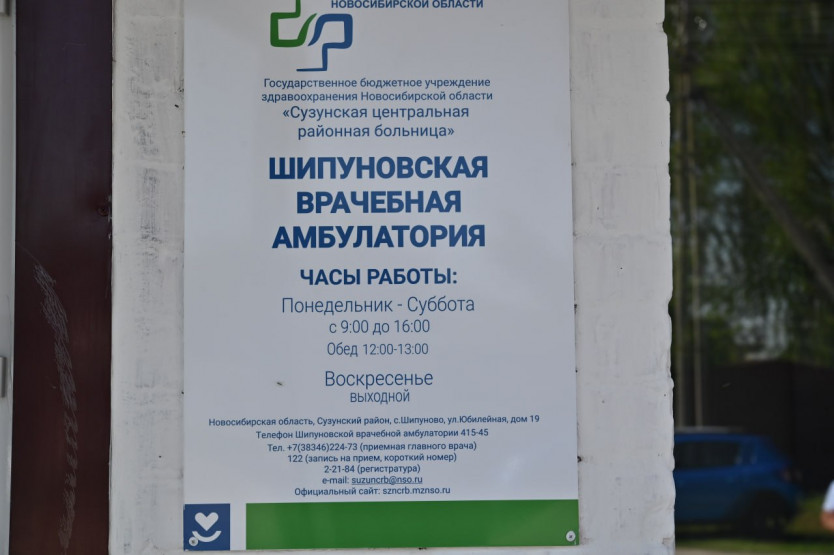 НОВОСИБИРСКОЙ ОБЛАСТИ
Государственное бюджетное учреждение
здравоохранения Новосибирской области
«Сузунская центральная
районная больница»
ШИПУНОВСКАЯ
ВРАЧЕБНАЯ
АМБУЛАТОРИЯ
ЧАСЫ РАБОТЫ:
Понедельник - Суббота
с 9:00 до 16:00
Обед 12:00-13:00
Воскресенье
ВЫХОДНОЙ
Новосибирская область, Сузунский район, с.Шипуново, ул.Юбилейная, дом 19
Телефон Шипуновской врачебной амбулатории 415-45
Тел. +7(38346)224-73 (приемная главного врача)
122 (запись на прием, короткий номер)
2-21-84 (регистратура)
e-mail: suzuncrb@nso.ru
Официальный сайт: szncrb.mznso.ru